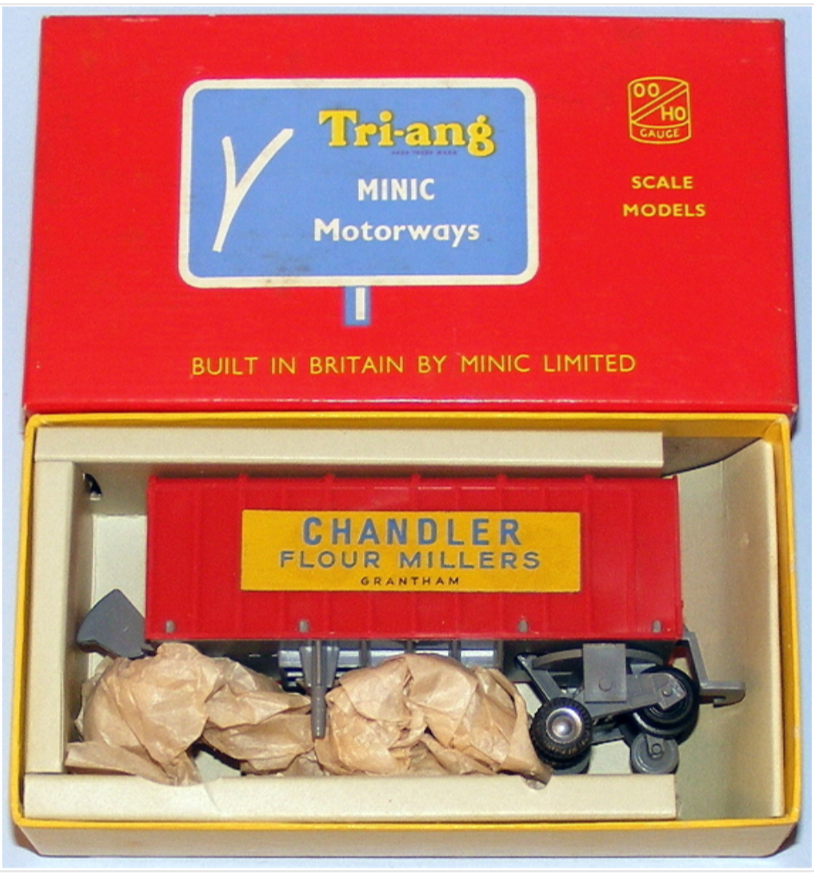 Tri-ang
MINIC
Motorways
OO
HO
GAUGE
SCALE
MODELS
BUILT IN BRITAIN BY MINIC LIMITED
CHANDLER
FLOUR MILLERS
GRANTHAM